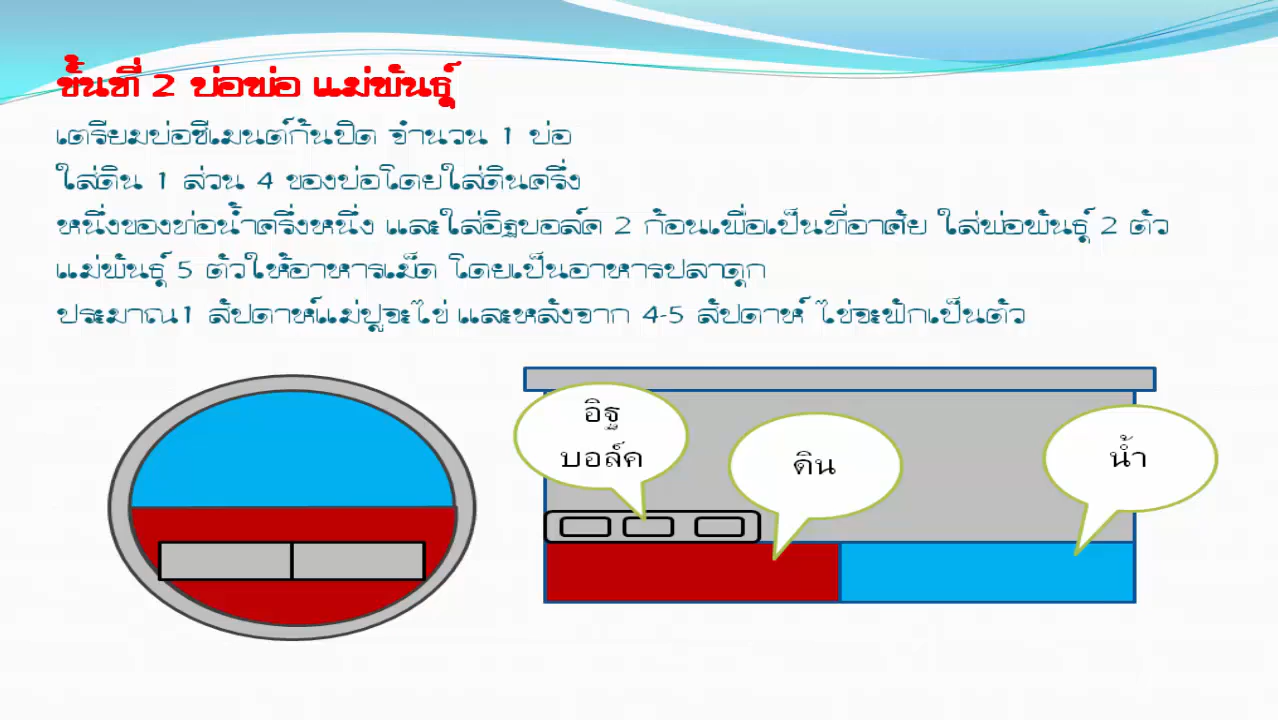 ขั้นที่ 2 บ่อพ่อ แม่พันธุ์
เตรียมบ่อซีเมนต์ก้นปิด จำนวน 1 บ่อ
ใส่ดิน 1 ส่วน 4 ของบ่อโดยใส่ดินครึ่ง
หนึ่งของท่อน้ำครึ่งหนึ่ง และใส่อิฐบอล์ค 2 ก้อนเพื่อเป็นที่อาศัย ใส่พ่อพันธุ์ 2 ตัว
แม่พันธุ์ 5 ตัวให้อาหารเม็ด โดยเป็นอาหารปลาดุก
ประมาณ1 สัปดาห์แม่ปูจะไข่ และหลังจาก 4-5 สัปดาห์ ไข่จะฟักเป็นตัว
อิฐ
บอล์ค
ดิน
น้ำ